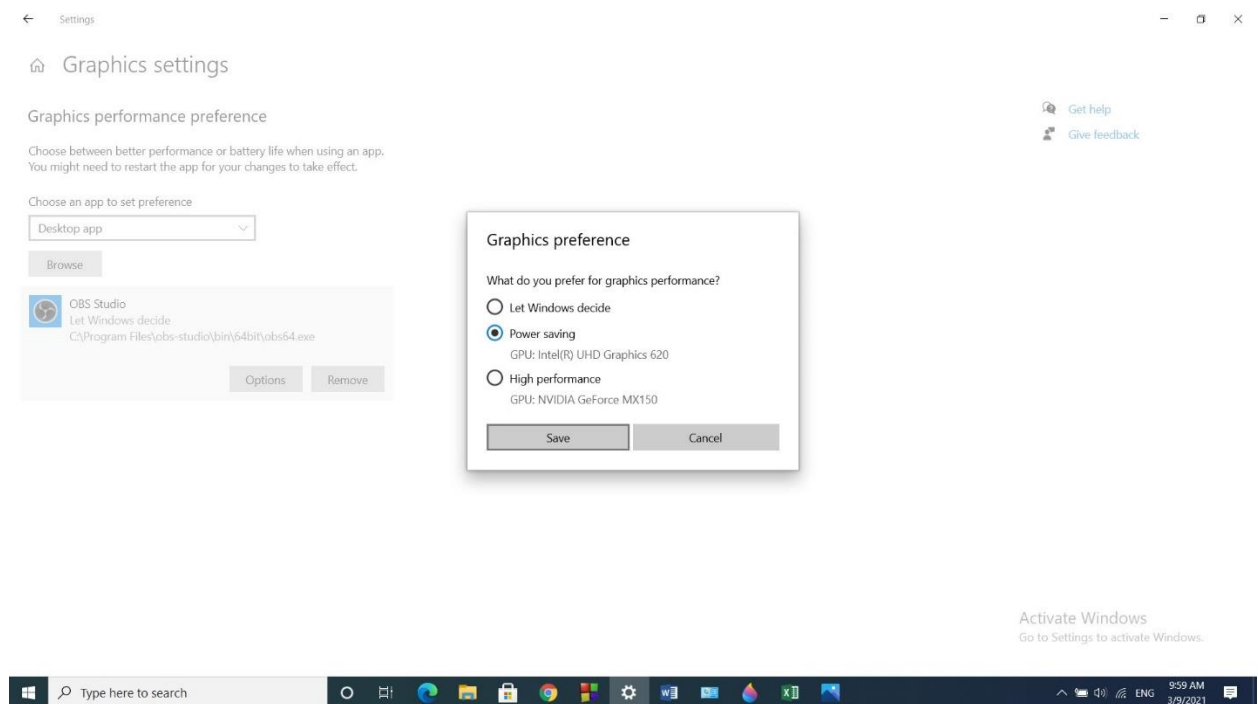 Settings
Graphics settings
Graphics performance preference
Choose between better performance or battery life when using an app.
You might need to restart the app for your changes to take effect.
Choose an app to set preference
Desktop app
Browse
OBS Studio
Let Windows decide
C:\Program Files\obs-studio\bin\64bit\obs64.exe
Options Remove
Get help
Give feedback
Graphics preference
What do you prefer for graphics performance?
Let Windows decide
Power saving
GPU: Intel(R) UHD Graphics 620
High performance
GPU: NVIDIA GeForce MX150
Save Cancel
Activate Windows
Go to Settings to activate Windows.
Type here to search
ENG
9:59 AM
3/9/2021